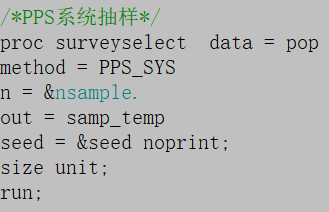 /*PPS系统抽样*/
proc surveyselect  data = pop
method = PPS_SYS
n = &nsample.
out = samp_temp
seed = &seed noprint;
size unit;
run;